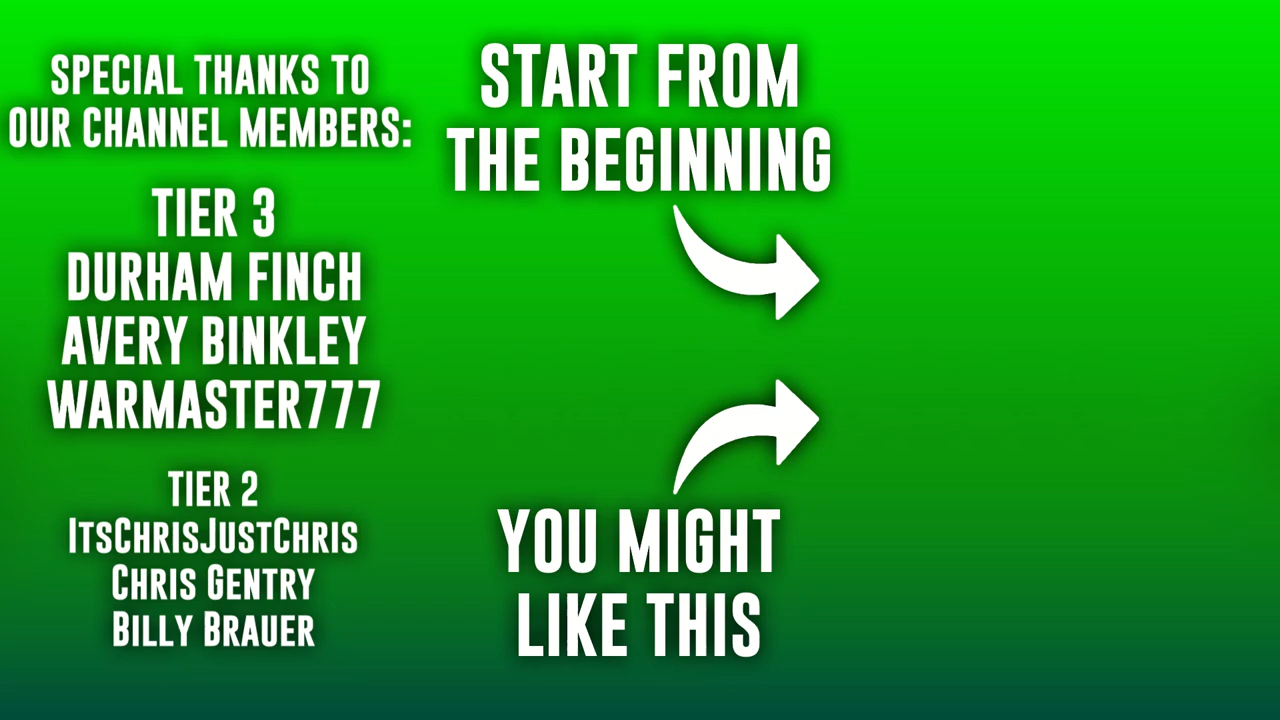 SPECIAL THANKS TO
OUR CHANNEL MEMBERS:
TIER 3
DURHAM FINCH
AVERY BINKLEY
WARMASTER777
TIER 2
ItsChrisJustChris
Chris Gentry
Billy Brauer
START FROM
THE BEGINNING
YOU MIGHT
LIKE THIS